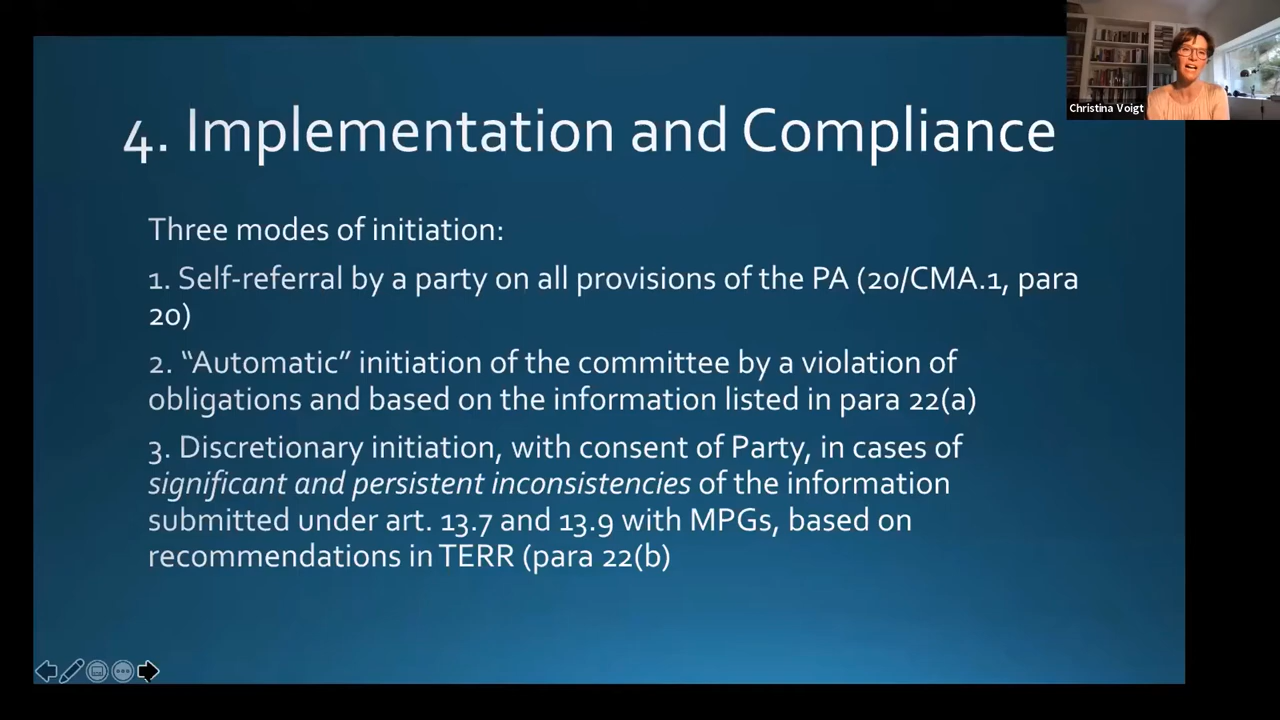 Christina Voigt
4. Implementation and Compliance
Three modes of initiation:
1. Self-referral by a party on all provisions of the PA (20/CMA.1, para
20)
2. “Automatic” initiation of the committee by a violation of
obligations and based on the information listed in para 22(a)
3. Discretionary initiation, with consent of Party, in cases of
significant and persistent inconsistencies of the information
submitted under art. 13.7 and 13.9 with MPGs, based on
recommendations in TERR (para 22(b)